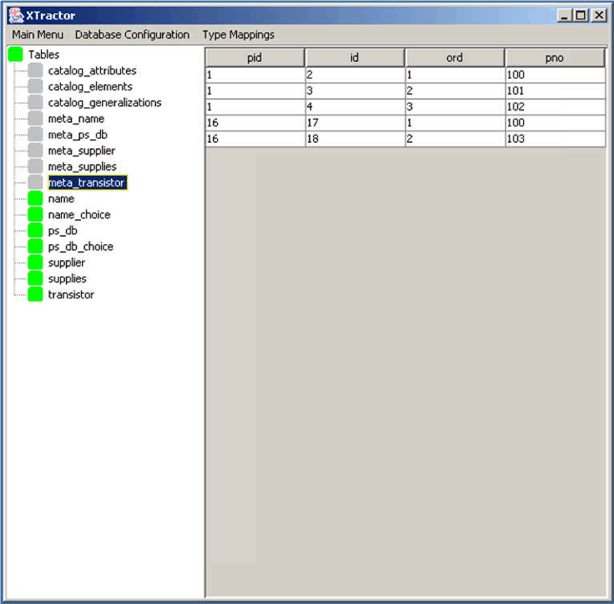 XTractor
Main Menu Database Configuration Type Mappings
Tables
catalog_attributes
catalog_elements
catalog_generalizations
meta_name
meta_ps_db
meta_supplier
meta_supplies
meta_transistor
name
name_choice
ps_db
ps_db_choice
supplier
supplies
transistor
pid id ord pno
1 2 1 100
1 3 2 101
1 4 3 102
16 17 1 100
16 18 2 103